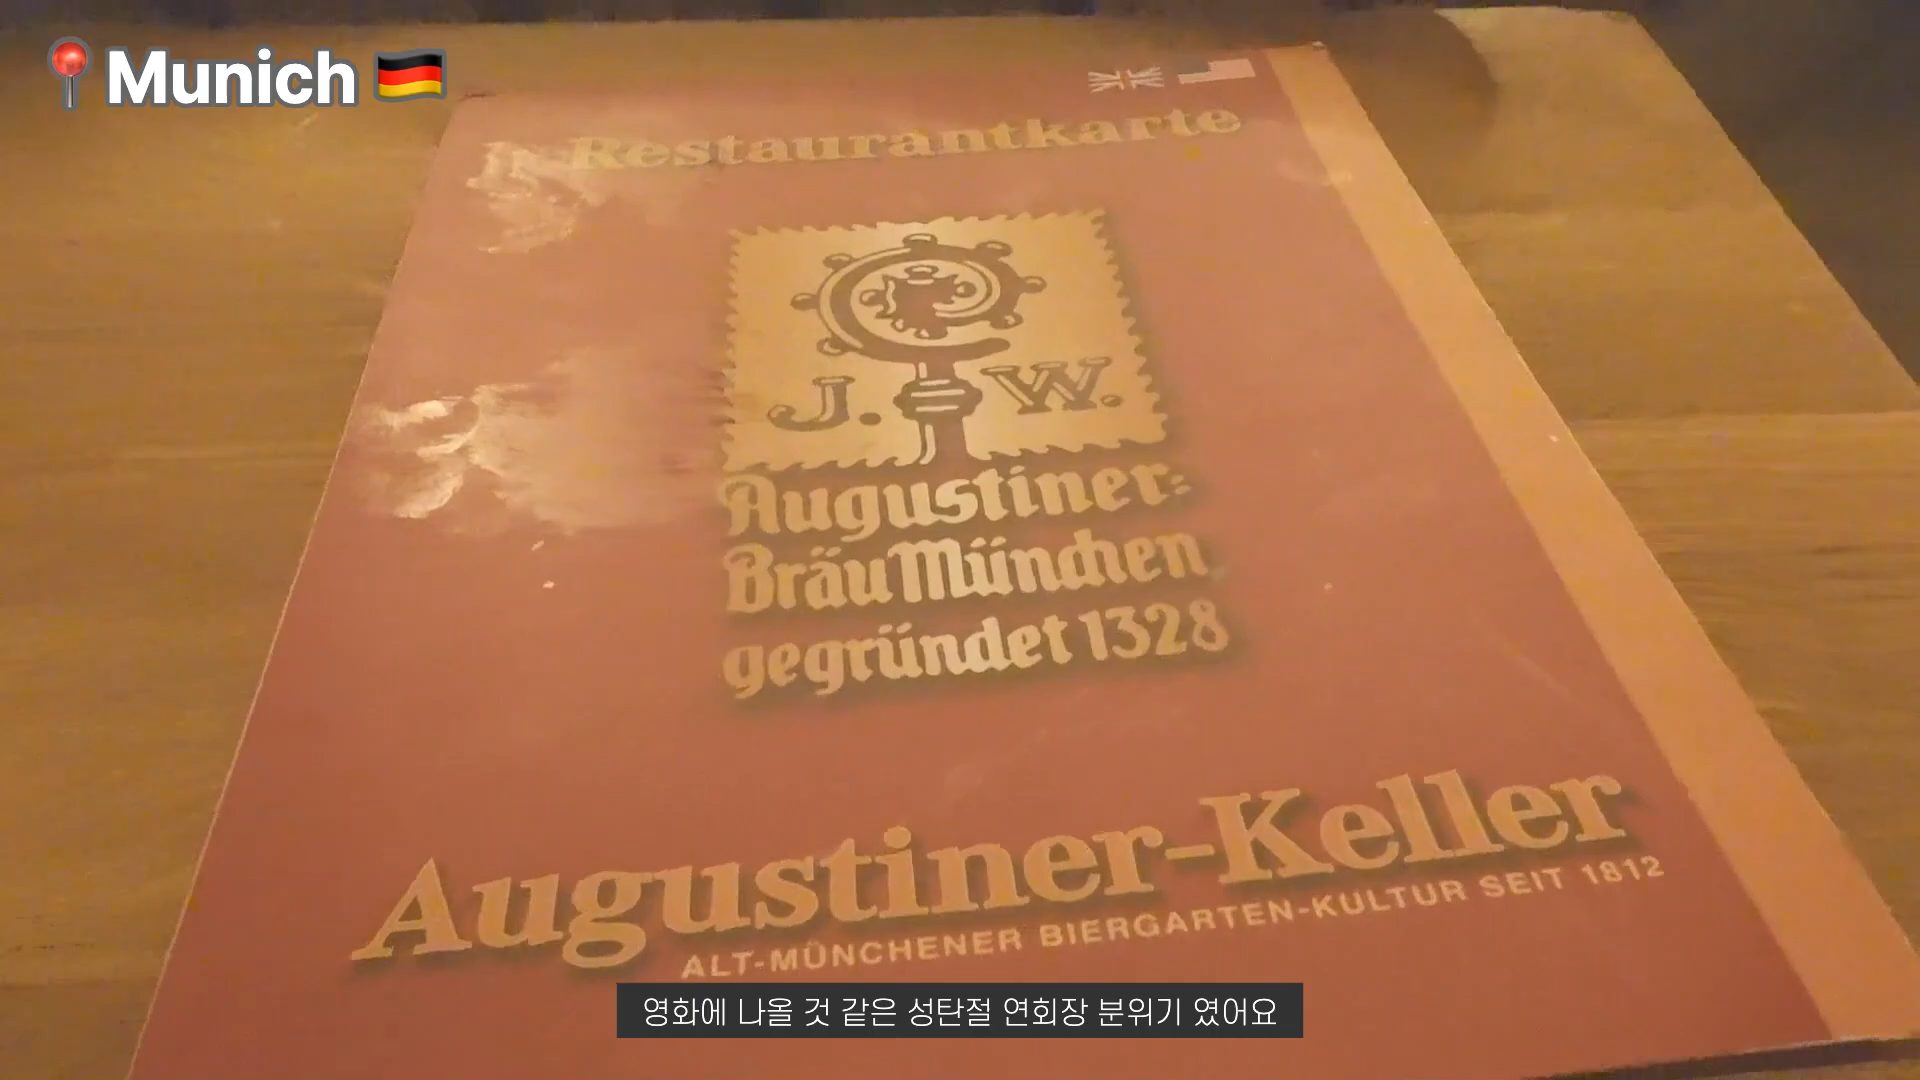 Munich
Restaurantkarte
J. W.
Augustiner=
Bräu München
gegründet 1328
Augustiner-Keller
ALT-MÜNCHENER BIERGARTEN-KULTUR SEIT 1812
영화에 나올 것 같은 성탄절 연회장 분위기 였어요